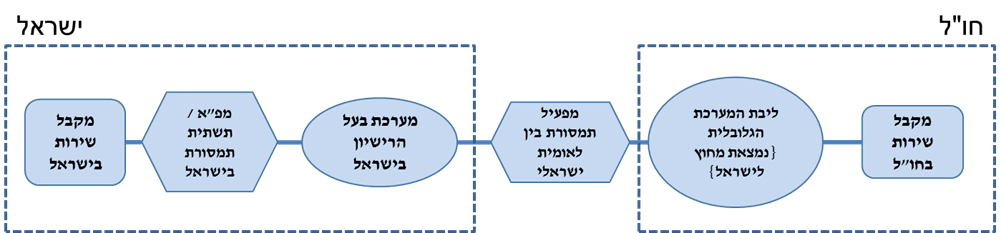 חו"ל
ישראל
מקבל
שירות
בחו"ל
ליבת המערכת
הגלובלית
{נמצאת מחוץ
לישראל}
מפעיל
תמסורת בין
לאומית
ישראלי
מערכת בעל
הרישיון
בישראל
מפ"א /
תשתית
תמסורת
בישראל
מקבל
שירות
בישראל